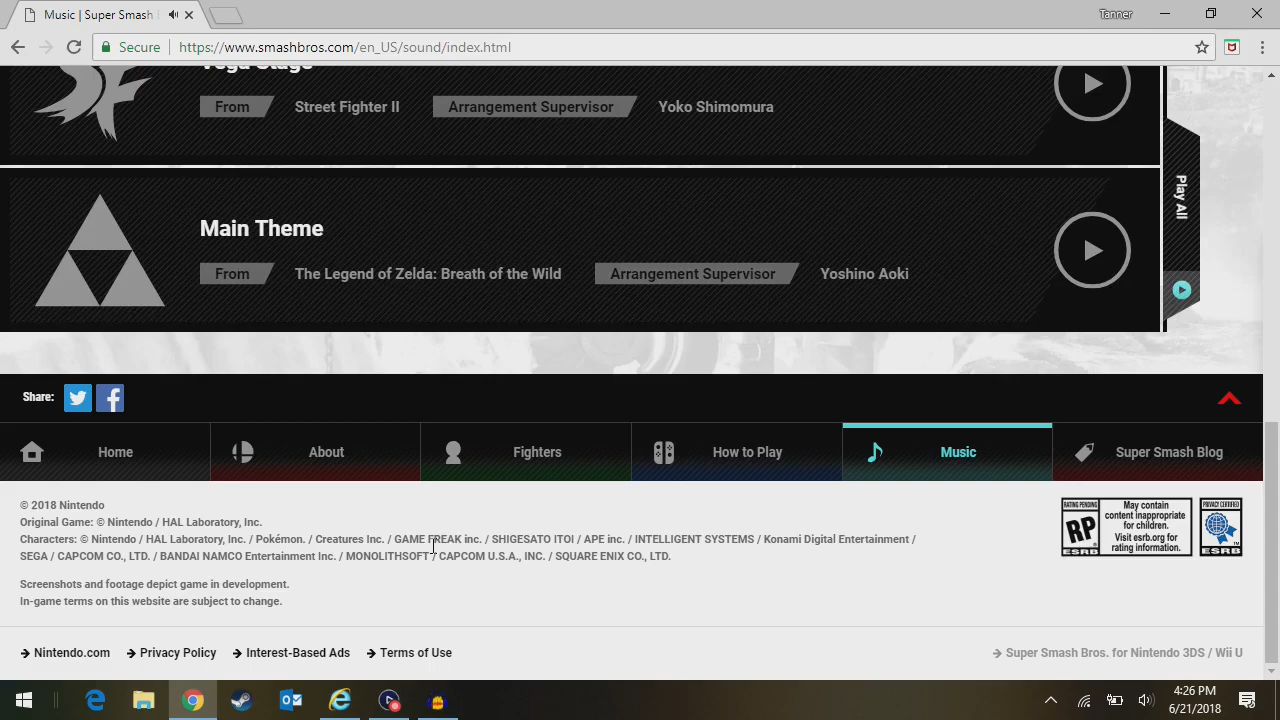 Music | Super Smash
Tanner
Secure
https://www.smashbros.com/en_US/sound/index.html
Vega Stage
From Street Fighter II Arrangement Supervisor Yoko Shimomura
Main Theme
From The Legend of Zelda: Breath of the Wild Arrangement Supervisor Yoshino Aoki
Play All
Share:
Home About Fighters How to Play Music Super Smash Blog
© 2018 Nintendo
Original Game: © Nintendo / HAL Laboratory, Inc.
Characters: © Nintendo / HAL Laboratory, Inc. / Pokémon. / Creatures Inc. / GAME FREAK inc. / SHIGESATO ITOI / APE inc. / INTELLIGENT SYSTEMS / Konami Digital Entertainment /
SEGA / CAPCOM CO., LTD. / BANDAI NAMCO Entertainment Inc. / MONOLITHSOFT / CAPCOM U.S.A., INC. / SQUARE ENIX CO., LTD.
Screenshots and footage depict game in development.
In-game terms on this website are subject to change.
RATING PENDING
RP
ESRB
May contain
content inappropriate
for children.
Visit esrb.org for
rating information.
PRIVACY CERTIFIED
ESRB
Nintendo.com Privacy Policy Interest-Based Ads Terms of Use
Super Smash Bros. for Nintendo 3DS / Wii U
4:26 PM
6/21/2018